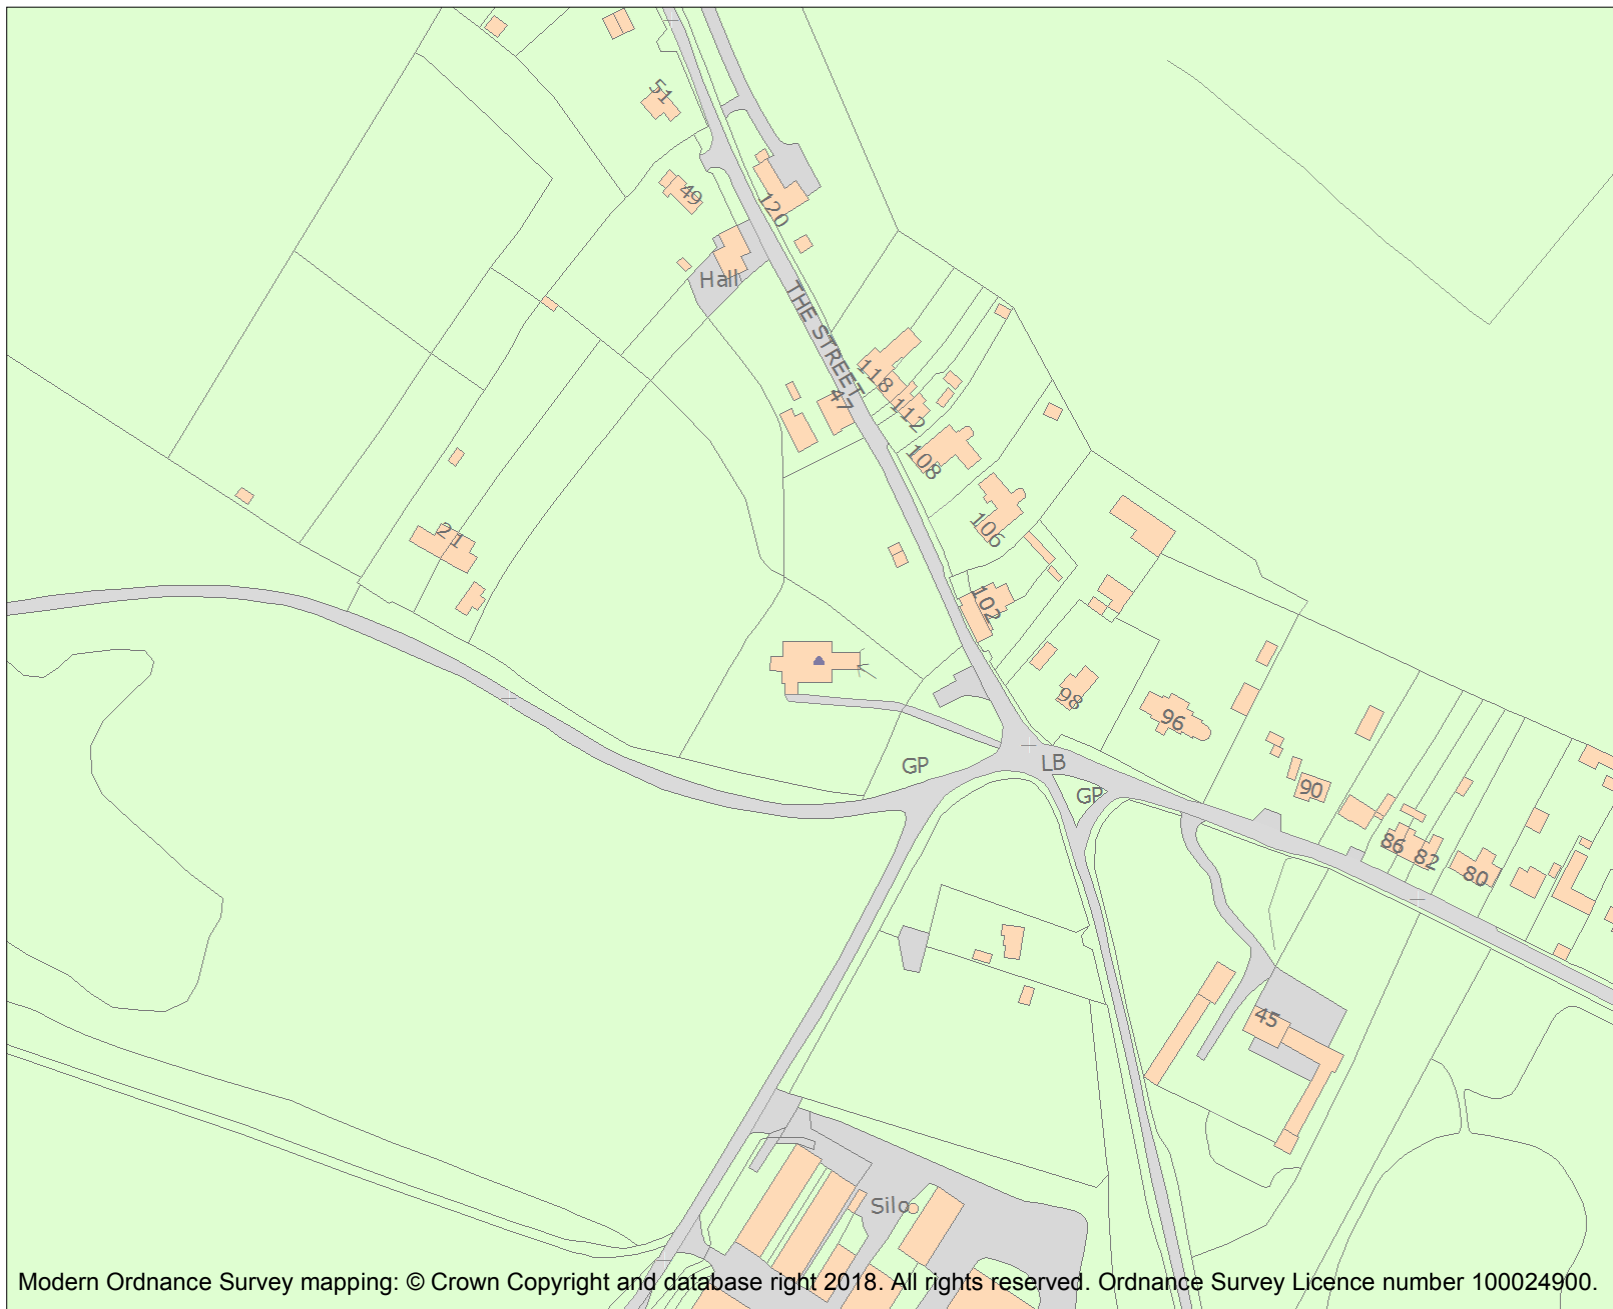 51
49
120
Hall
THE STREET
118
47
112
108
106
21
102
98
96
LB
GP
GP
90
86
82
80
45
Silo
Modern Ordnance Survey mapping: © Crown Copyright and database right 2018. All rights reserved. Ordnance Survey Licence number 100024900.